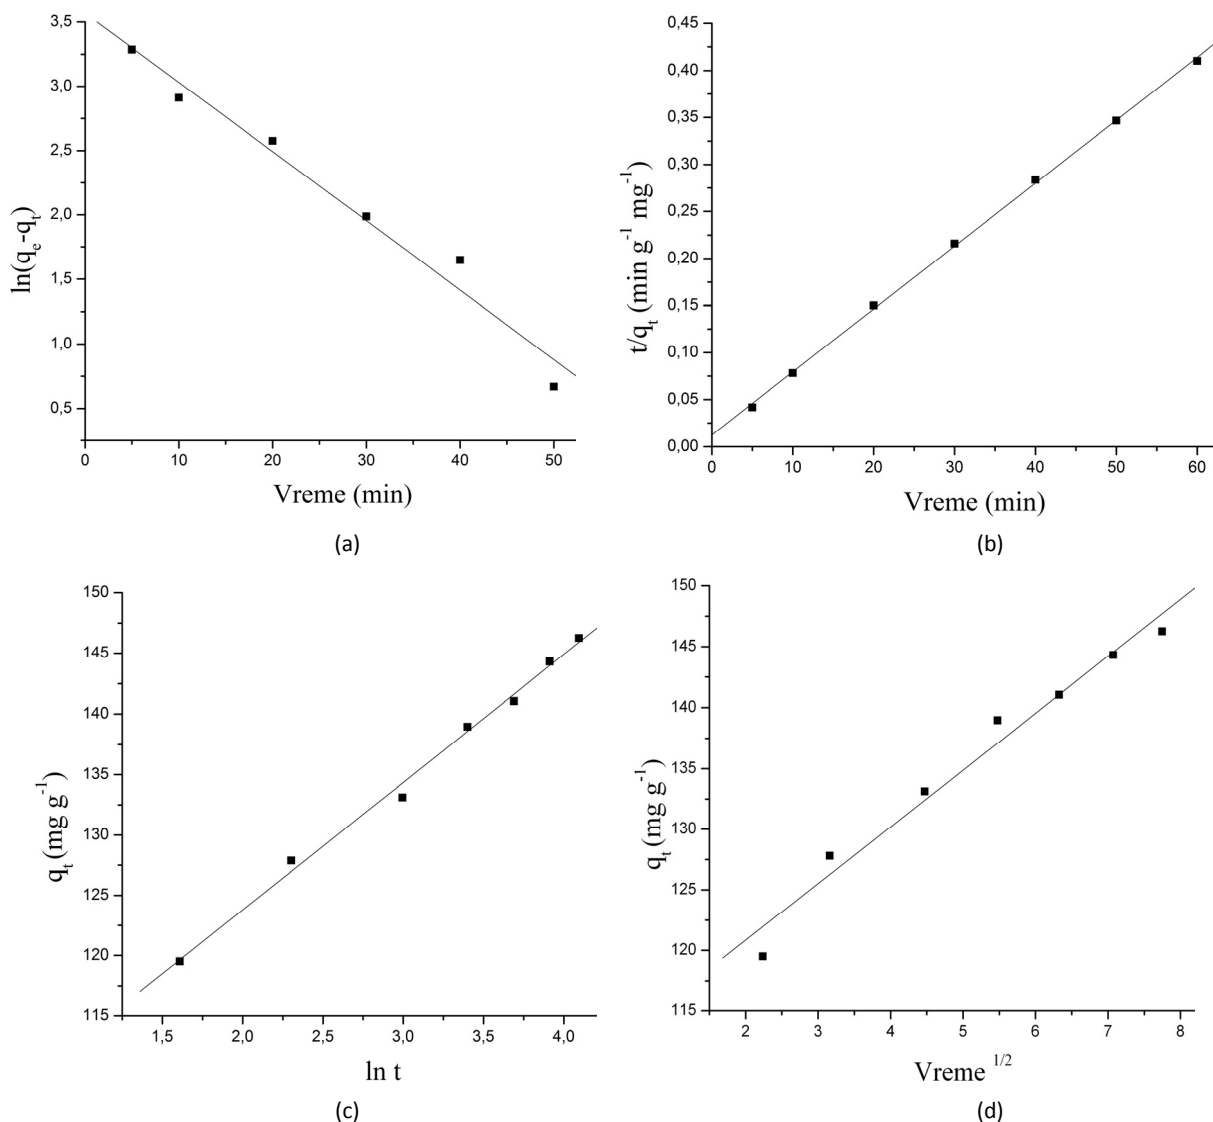 3,5
3,0
2,5
2,0
1,5
1,0
0,5
ln(qe-qt)
0 10 20 30 40 50
Vreme (min)
(a)
0,45
0,40
0,35
0,30
0,25
0,20
0,15
0,10
0,05
0,00
t/qt (min g-1 mg-1)
0 10 20 30 40 50 60
Vreme (min)
(b)
150
145
140
135
130
125
120
115
qt (mg g-1)
1,5 2,0 2,5 3,0 3,5 4,0
ln t
(c)
150
145
140
135
130
125
120
115
qt (mg g-1)
2 3 4 5 6 7 8
Vreme 1/2
(d)